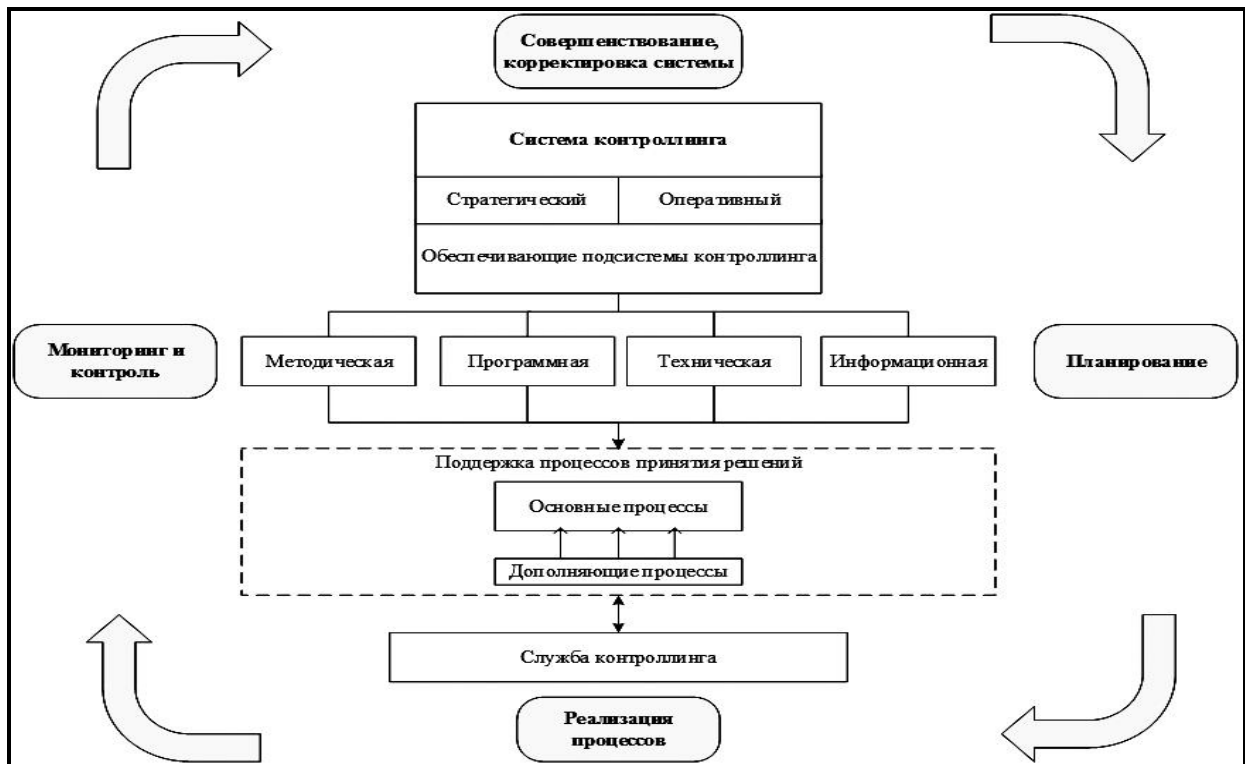 Совершенствование,
корректировка системы
Система контроллинга
Стратегический
Оперативный
Обеспечивающие подсистемы контроллинга
Мониторинг и
контроль
Методическая
Программная
Техническая
Информационная
Планирование
Поддержка процессов принятия решений
Основные процессы
Дополняющие процессы
Служба контроллинга
Реализация
процессов